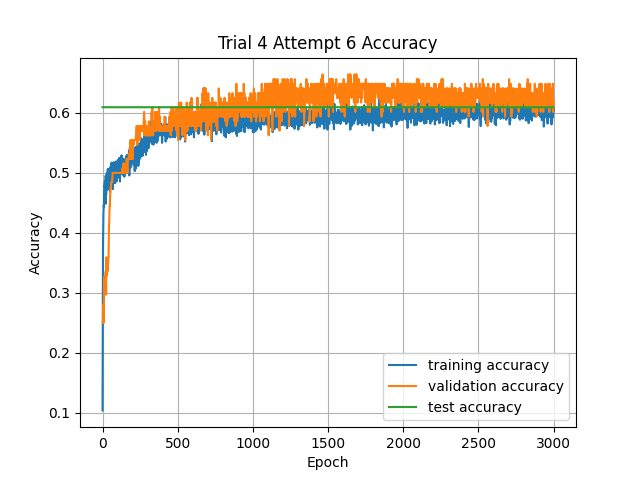 Trial 4 Attempt 6 Accuracy
0.6
0.5
0.4
0.3
0.2
0.1
Accuracy
training accuracy
validation accuracy
test accuracy
0 500 1000 1500 2000 2500 3000
Epoch